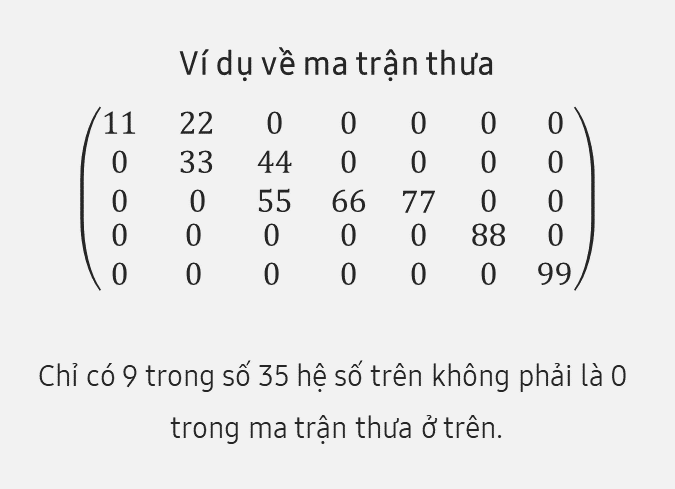 Ví dụ về ma trận thưa
11 22 0 0 0 0 0
0 33 44 0 0 0 0
0 0 55 66 77 0 0
0 0 0 0 0 88 0
0 0 0 0 0 0 99
Chỉ có 9 trong số 35 hệ số trên không phải là 0
trong ma trận thưa ở trên.